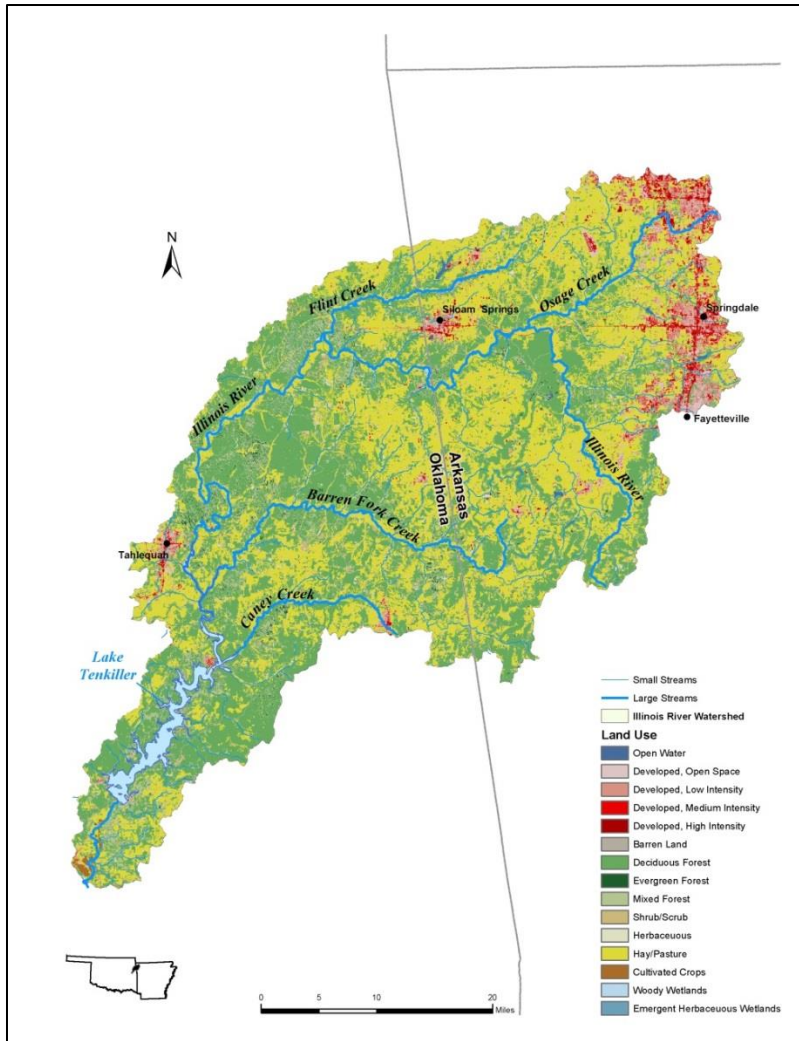 N
Flint Creek
Osage Creek
Siloam Springs
Springdale
Illinois River
Fayetteville
Arkansas
Oklahoma
Illinois River
Barren Fork Creek
Tahlequah
Caney Creek
Lake
Tenkiller
Small Streams
Large Streams
Illinois River Watershed
Land Use
Open Water
Developed, Open Space
Developed, Low Intensity
Developed, Medium Intensity
Developed, High Intensity
Barren Land
Deciduous Forest
Evergreen Forest
Mixed Forest
Shrub/Scrub
Herbaceuous
Hay/Pasture
Cultivated Crops
Woody Wetlands
Emergent Herbaceuous Wetlands
0 5 10 20
Miles